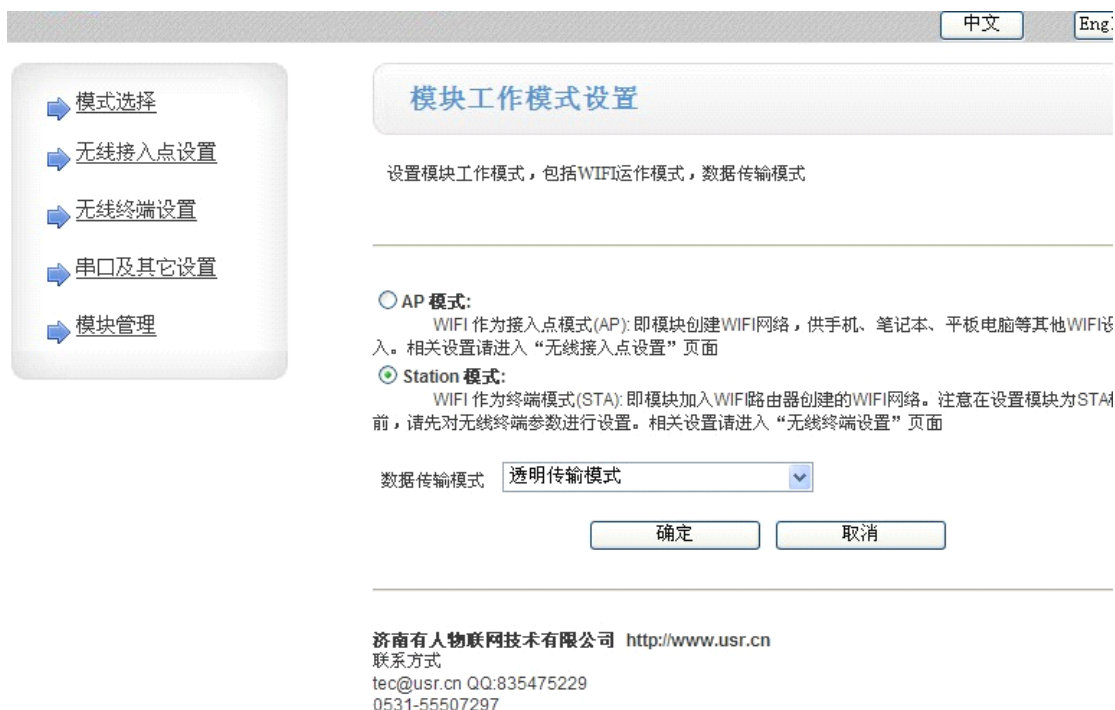 中文
Engl
模式选择
无线接入点设置
无线终端设置
串口及其它设置
模块管理
模块工作模式设置
设置模块工作模式，包括WIFI运作模式，数据传输模式
AP 模式:
WIFI 作为接入点模式(AP): 即模块创建WIFI网络，供手机、笔记本、平板电脑等其他WIFI设
入。相关设置请进入“无线接入点设置”页面
Station 模式:
WIFI 作为终端模式(STA): 即模块加入WIFI路由器创建的WIFI网络。注意在设置模块为STA模
前，请先对无线终端参数进行设置。相关设置请进入“无线终端设置”页面
数据传输模式 透明传输模式
确定 取消
济南有人物联网技术有限公司 http://www.usr.cn
联系方式
tec@usr.cn QQ:835475229
0531-55507297